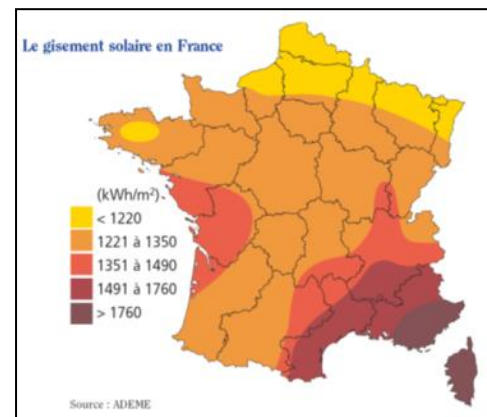 Le gisement solaire en France
(kWh/m²)
< 1220
1221 à 1350
1351 à 1490
1491 à 1760
> 1760
Source : ADEME